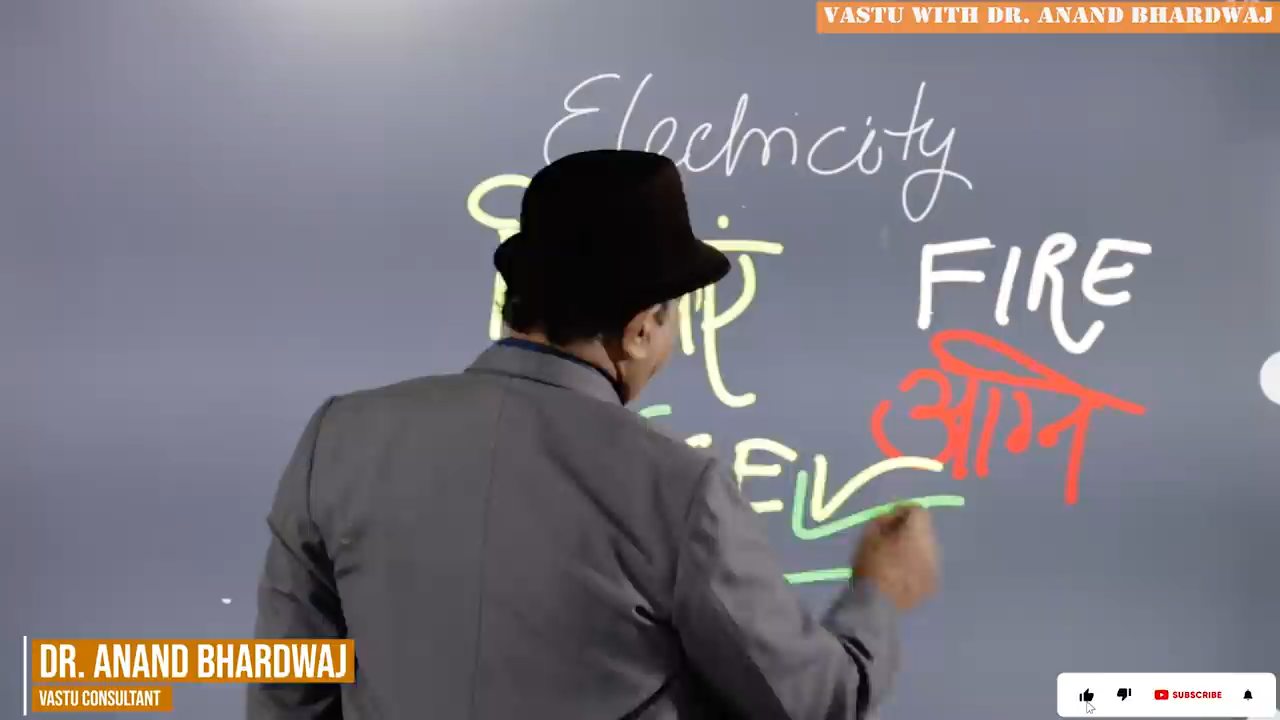 VASTU WITH DR. ANAND BHARDWAJ
Electricity
FIRE
अग्नि
DR. ANAND BHARDWAJ
VASTU CONSULTANT
SUBSCRIBE